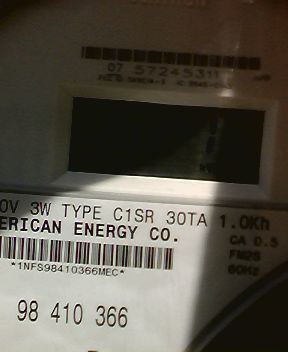 07 57245311
0V 3W TYPE C1SR 30TA 1.0Kh
ERICAN ENERGY CO.
CA 0.3
*1NFS98410366MEC*
FM2S
60Hz
98 410 366